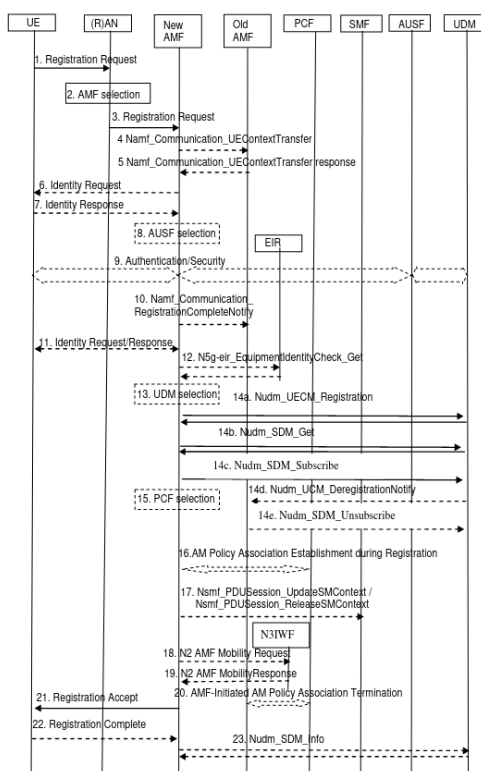 UE
(R)AN
New
AMF
Old
AMF
PCF
SMF
AUSF
UDM
1. Registration Request
2. AMF selection
3. Registration Request
4 Namf_Communication_UEContextTransfer
5 Namf_Communication_UEContextTransfer response
6. Identity Request
7. Identity Response
8. AUSF selection
EIR
9. Authentication/Security
10. Namf_Communication_
RegistrationCompleteNotify
11. Identity Request/Response
12. N5g-eir_EquipmentIdentityCheck_Get
13. UDM selection
14a. Nudm_UECM_Registration
14b. Nudm_SDM_Get
14c. Nudm_SDM_Subscribe
14d. Nudm_UCM_DeregistrationNotify
15. PCF selection
14e. Nudm_SDM_Unsubscribe
16.AM Policy Association Establishment during Registration
17. Nsmf_PDUSession_UpdateSMContext /
Nsmf_PDUSession_ReleaseSMContext
N3IWF
18. N2 AMF Mobility Request
19. N2 AMF MobilityResponse
20. AMF-Initiated AM Policy Association Termination
21. Registration Accept
22. Registration Complete
23. Nudm_SDM_Info